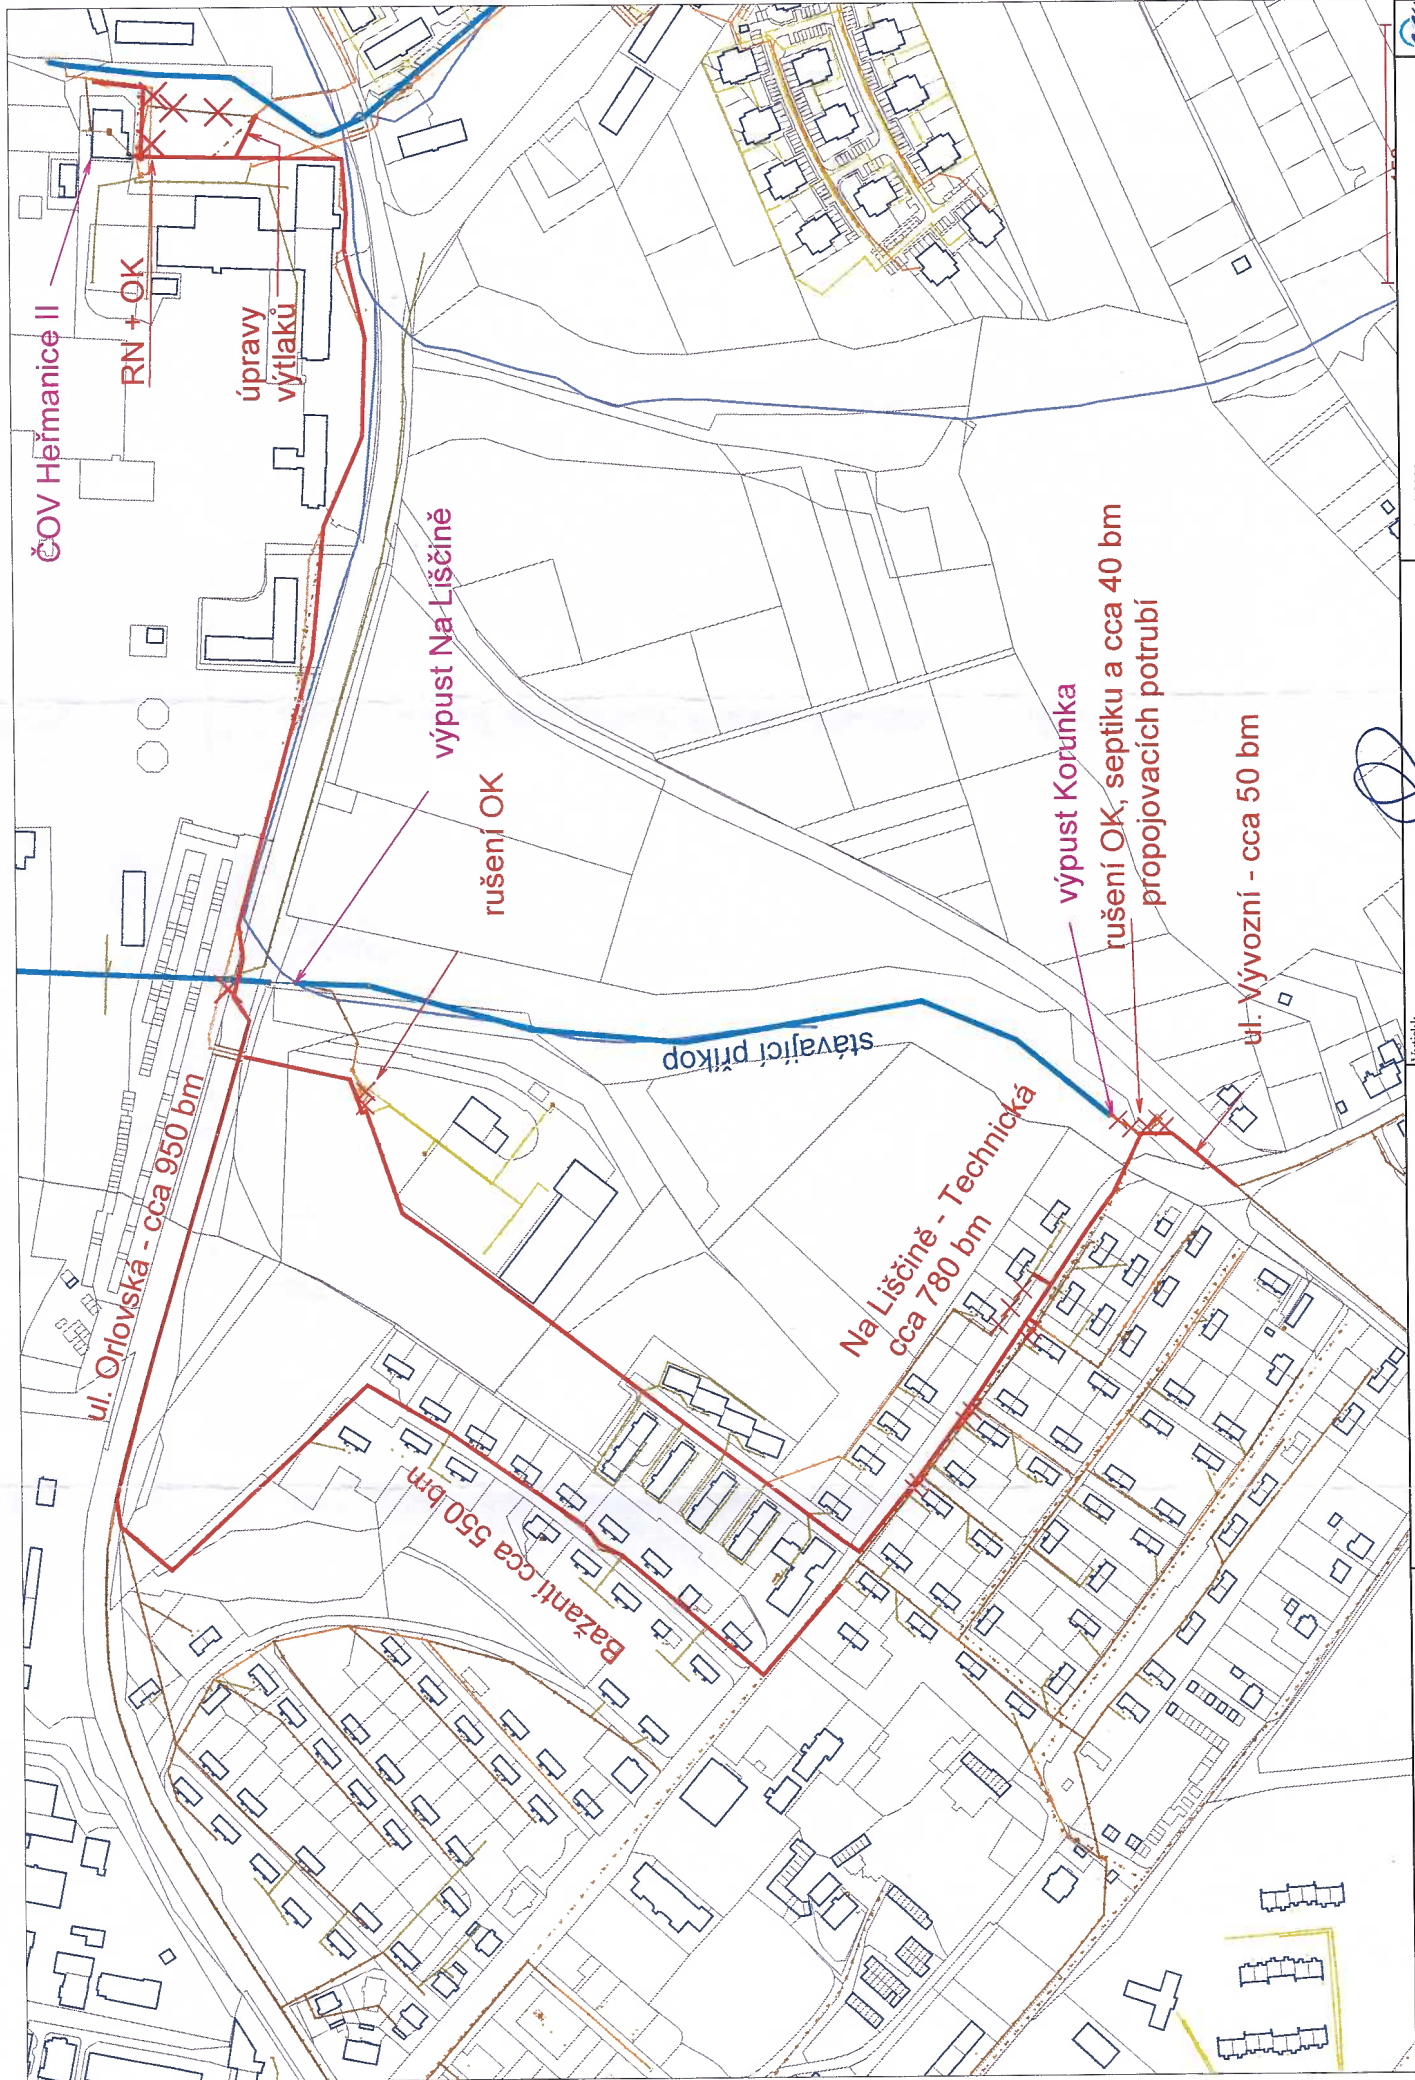 ČOV Heřmanice II
RN + OK
úpravy
výtlaků
výpust Na Liščině
rušení OK
ul. Orlovská - cca 950 bm
stávající příkop
výpust Korunka
rušení OK, septiku a cca 40 bm
propojovacích potrubí
ul. Vývozní - cca 50 bm
Na Liščině - Technická
cca 780 bm
Bažantí cca 550 bm